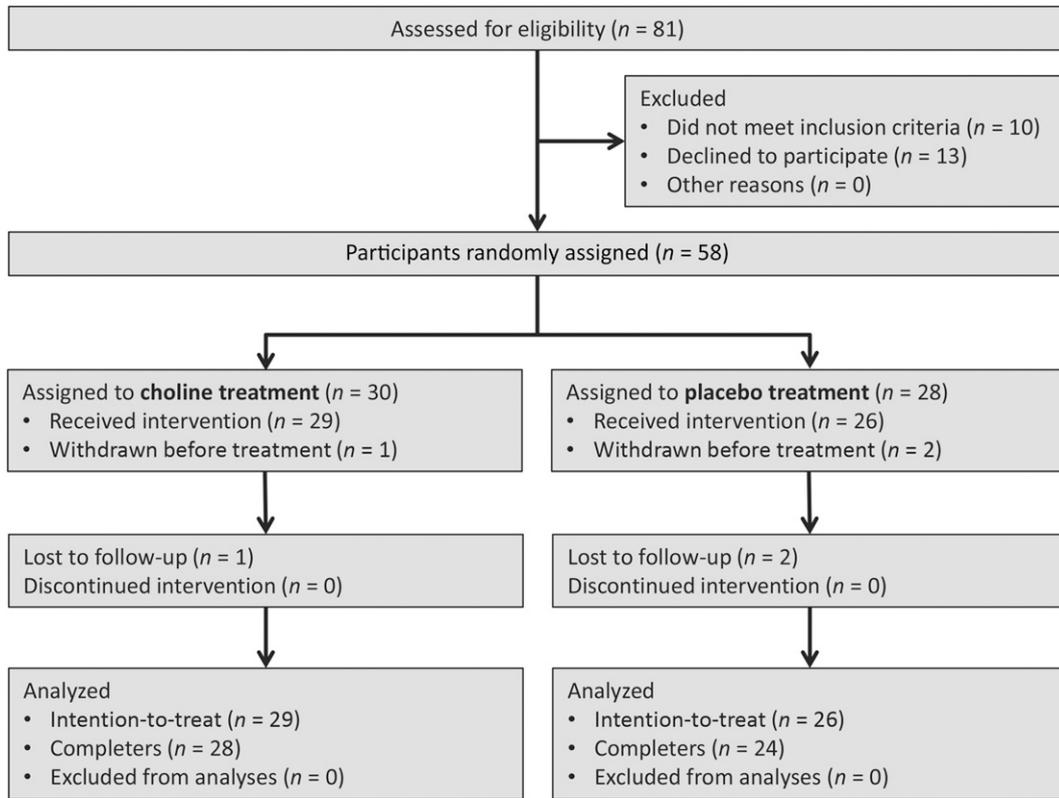 Assessed for eligibility (n = 81)
Excluded
• Did not meet inclusion criteria (n = 10)
• Declined to participate (n = 13)
• Other reasons (n = 0)
Participants randomly assigned (n = 58)
Assigned to choline treatment (n = 30)
• Received intervention (n = 29)
• Withdrawn before treatment (n = 1)
Assigned to placebo treatment (n = 28)
• Received intervention (n = 26)
• Withdrawn before treatment (n = 2)
Lost to follow-up (n = 1)
Discontinued intervention (n = 0)
Lost to follow-up (n = 2)
Discontinued intervention (n = 0)
Analyzed
• Intention-to-treat (n = 29)
• Completers (n = 28)
• Excluded from analyses (n = 0)
Analyzed
• Intention-to-treat (n = 26)
• Completers (n = 24)
• Excluded from analyses (n = 0)